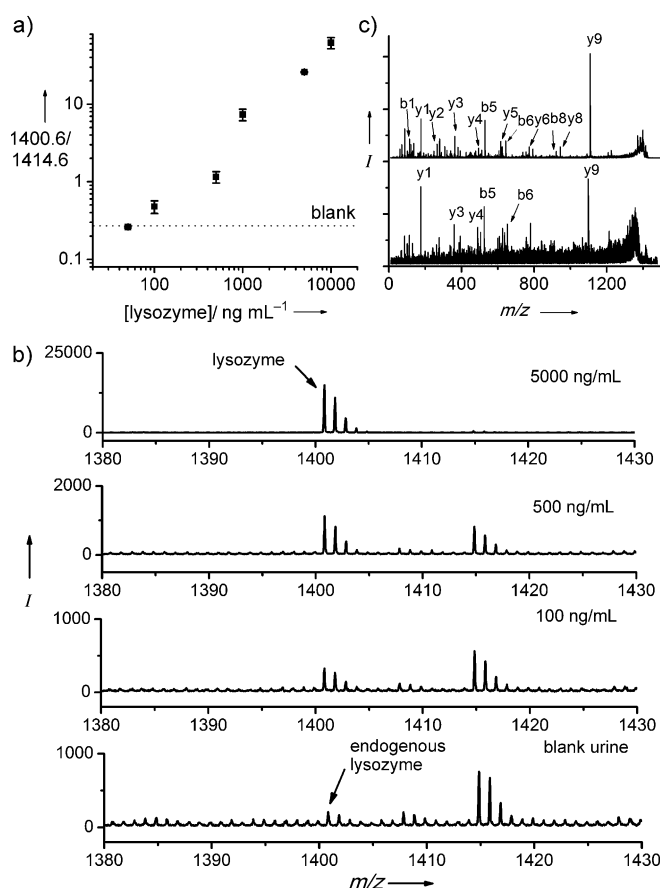 a)
10
1
0.1
1400.6/
1414.6
blank
100 1000 10000
[lysozyme]/ ng mL⁻¹
c)
I
b1 y1 y2 y3 y4 b5 y5 b6 y6 b8 y8 y9
y1 y3 y4 b5 b6 y9
0 400 800 1200
m/z
b)
I
25000
0
lysozyme
5000 ng/mL
1380 1390 1400 1410 1420 1430
2000
0
500 ng/mL
1380 1390 1400 1410 1420 1430
1000
0
100 ng/mL
1380 1390 1400 1410 1420 1430
1000
0
endogenous
lysozyme
blank urine
1380 1390 1400 1410 1420 1430
m/z